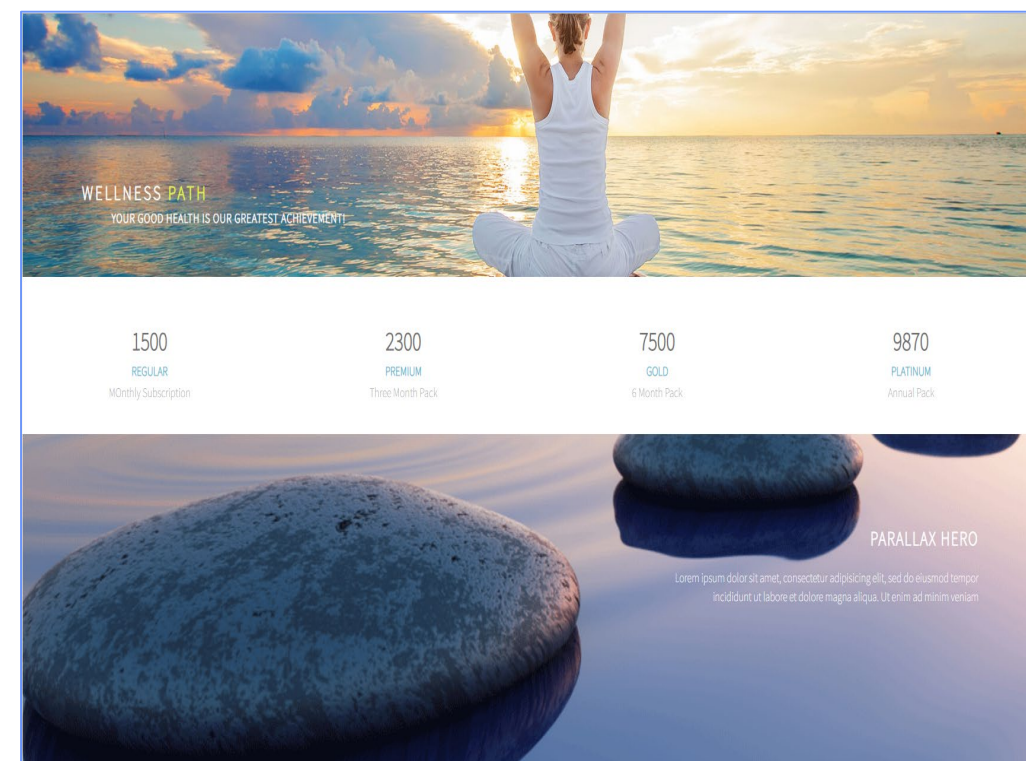 WELLNESS PATH
YOUR GOOD HEALTH IS OUR GREATEST ACHIEVEMENT!
1500
REGULAR
MOnthly Subscription
2300
PREMIUM
Three Month Pack
7500
GOLD
6 Month Pack
9870
PLATINUM
Annual Pack
PARALLAX HERO
Lorem ipsum dolor sit amet, consectetur adipisicing elit, sed do eiusmod tempor
incididunt ut labore et dolore magna aliqua. Ut enim ad minim veniam